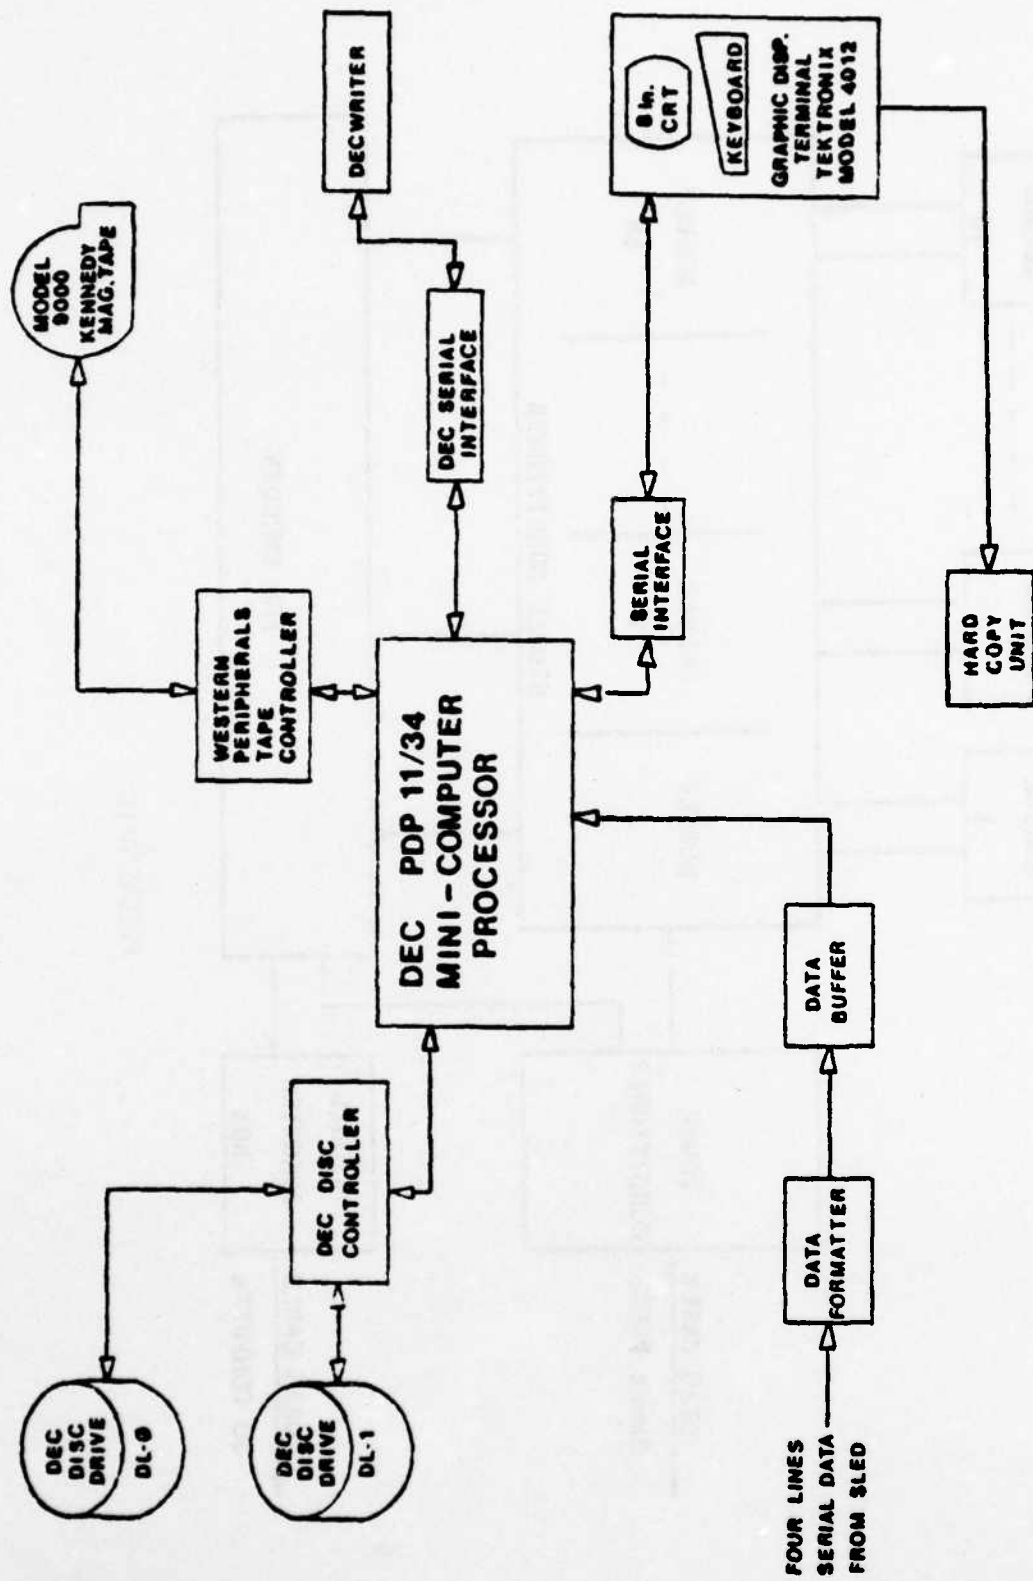 DEC
DISC
DRIVE
DL-0
DEC
DISC
DRIVE
DL-1
DEC DISC
CONTROLLER
WESTERN
PERIPHERALS
TAPE
CONTROLLER
MODEL
9000
KENNEDY
MAG. TAPE
DEC PDP 11/34
MINI-COMPUTER
PROCESSOR
DEC SERIAL
INTERFACE
DECWRITER
SERIAL
INTERFACE
8 In.
CRT
KEYBOARD
GRAPHIC DISP.
TERMINAL
TEKTRONIX
MODEL 4012
HARD
COPY
UNIT
FOUR LINES
SERIAL DATA
FROM SLED
DATA
FORMATTER
DATA
BUFFER